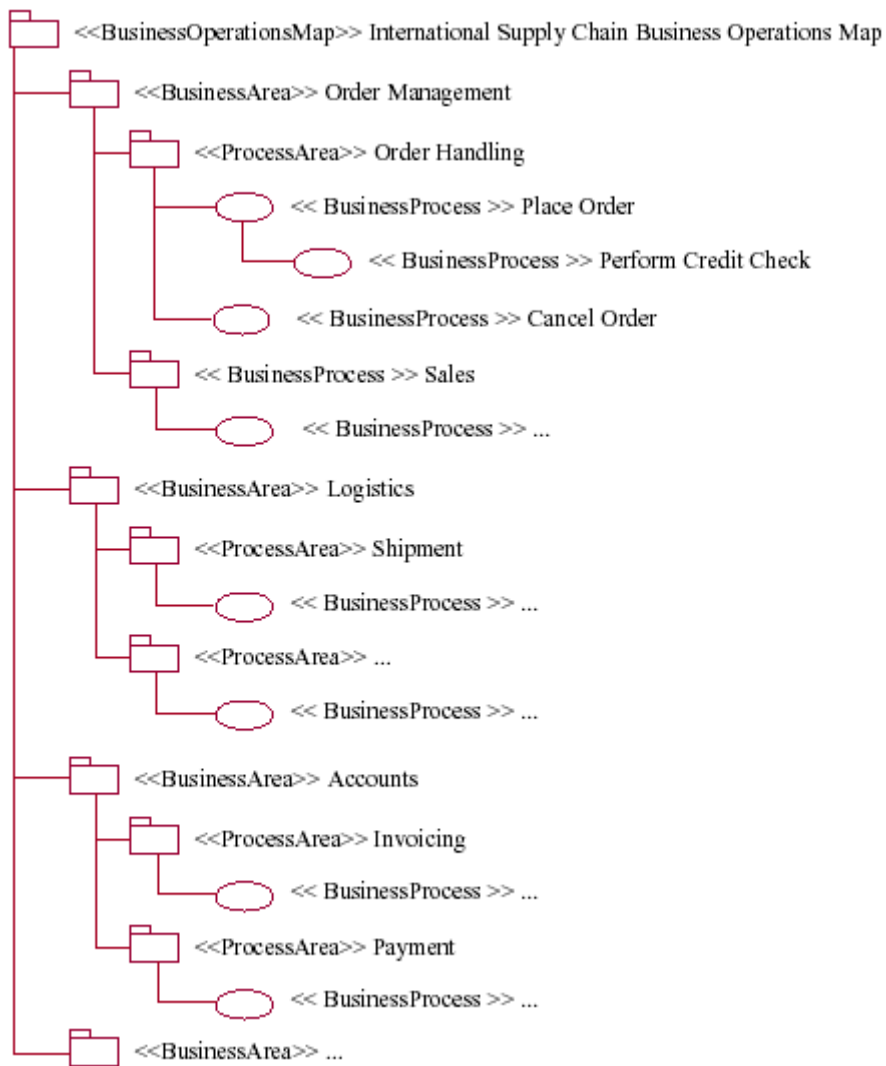 <<BusinessOperationsMap>> International Supply Chain Business Operations Map
<<BusinessArea>> Order Management
<<ProcessArea>> Order Handling
<< BusinessProcess >> Place Order
<< BusinessProcess >> Perform Credit Check
<< BusinessProcess >> Cancel Order
<< BusinessProcess >> Sales
<< BusinessProcess >> ...
<<BusinessArea>> Logistics
<<ProcessArea>> Shipment
<< BusinessProcess >> ...
<<ProcessArea>> ...
<< BusinessProcess >> ...
<<BusinessArea>> Accounts
<<ProcessArea>> Invoicing
<< BusinessProcess >> ...
<<ProcessArea>> Payment
<< BusinessProcess >> ...
<<BusinessArea>> ...